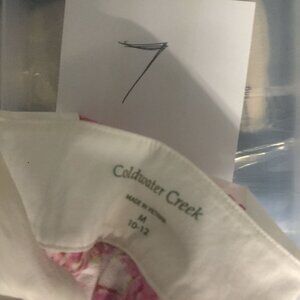 7
Coldwater Creek
MADE IN VIETNAM
M
10-12